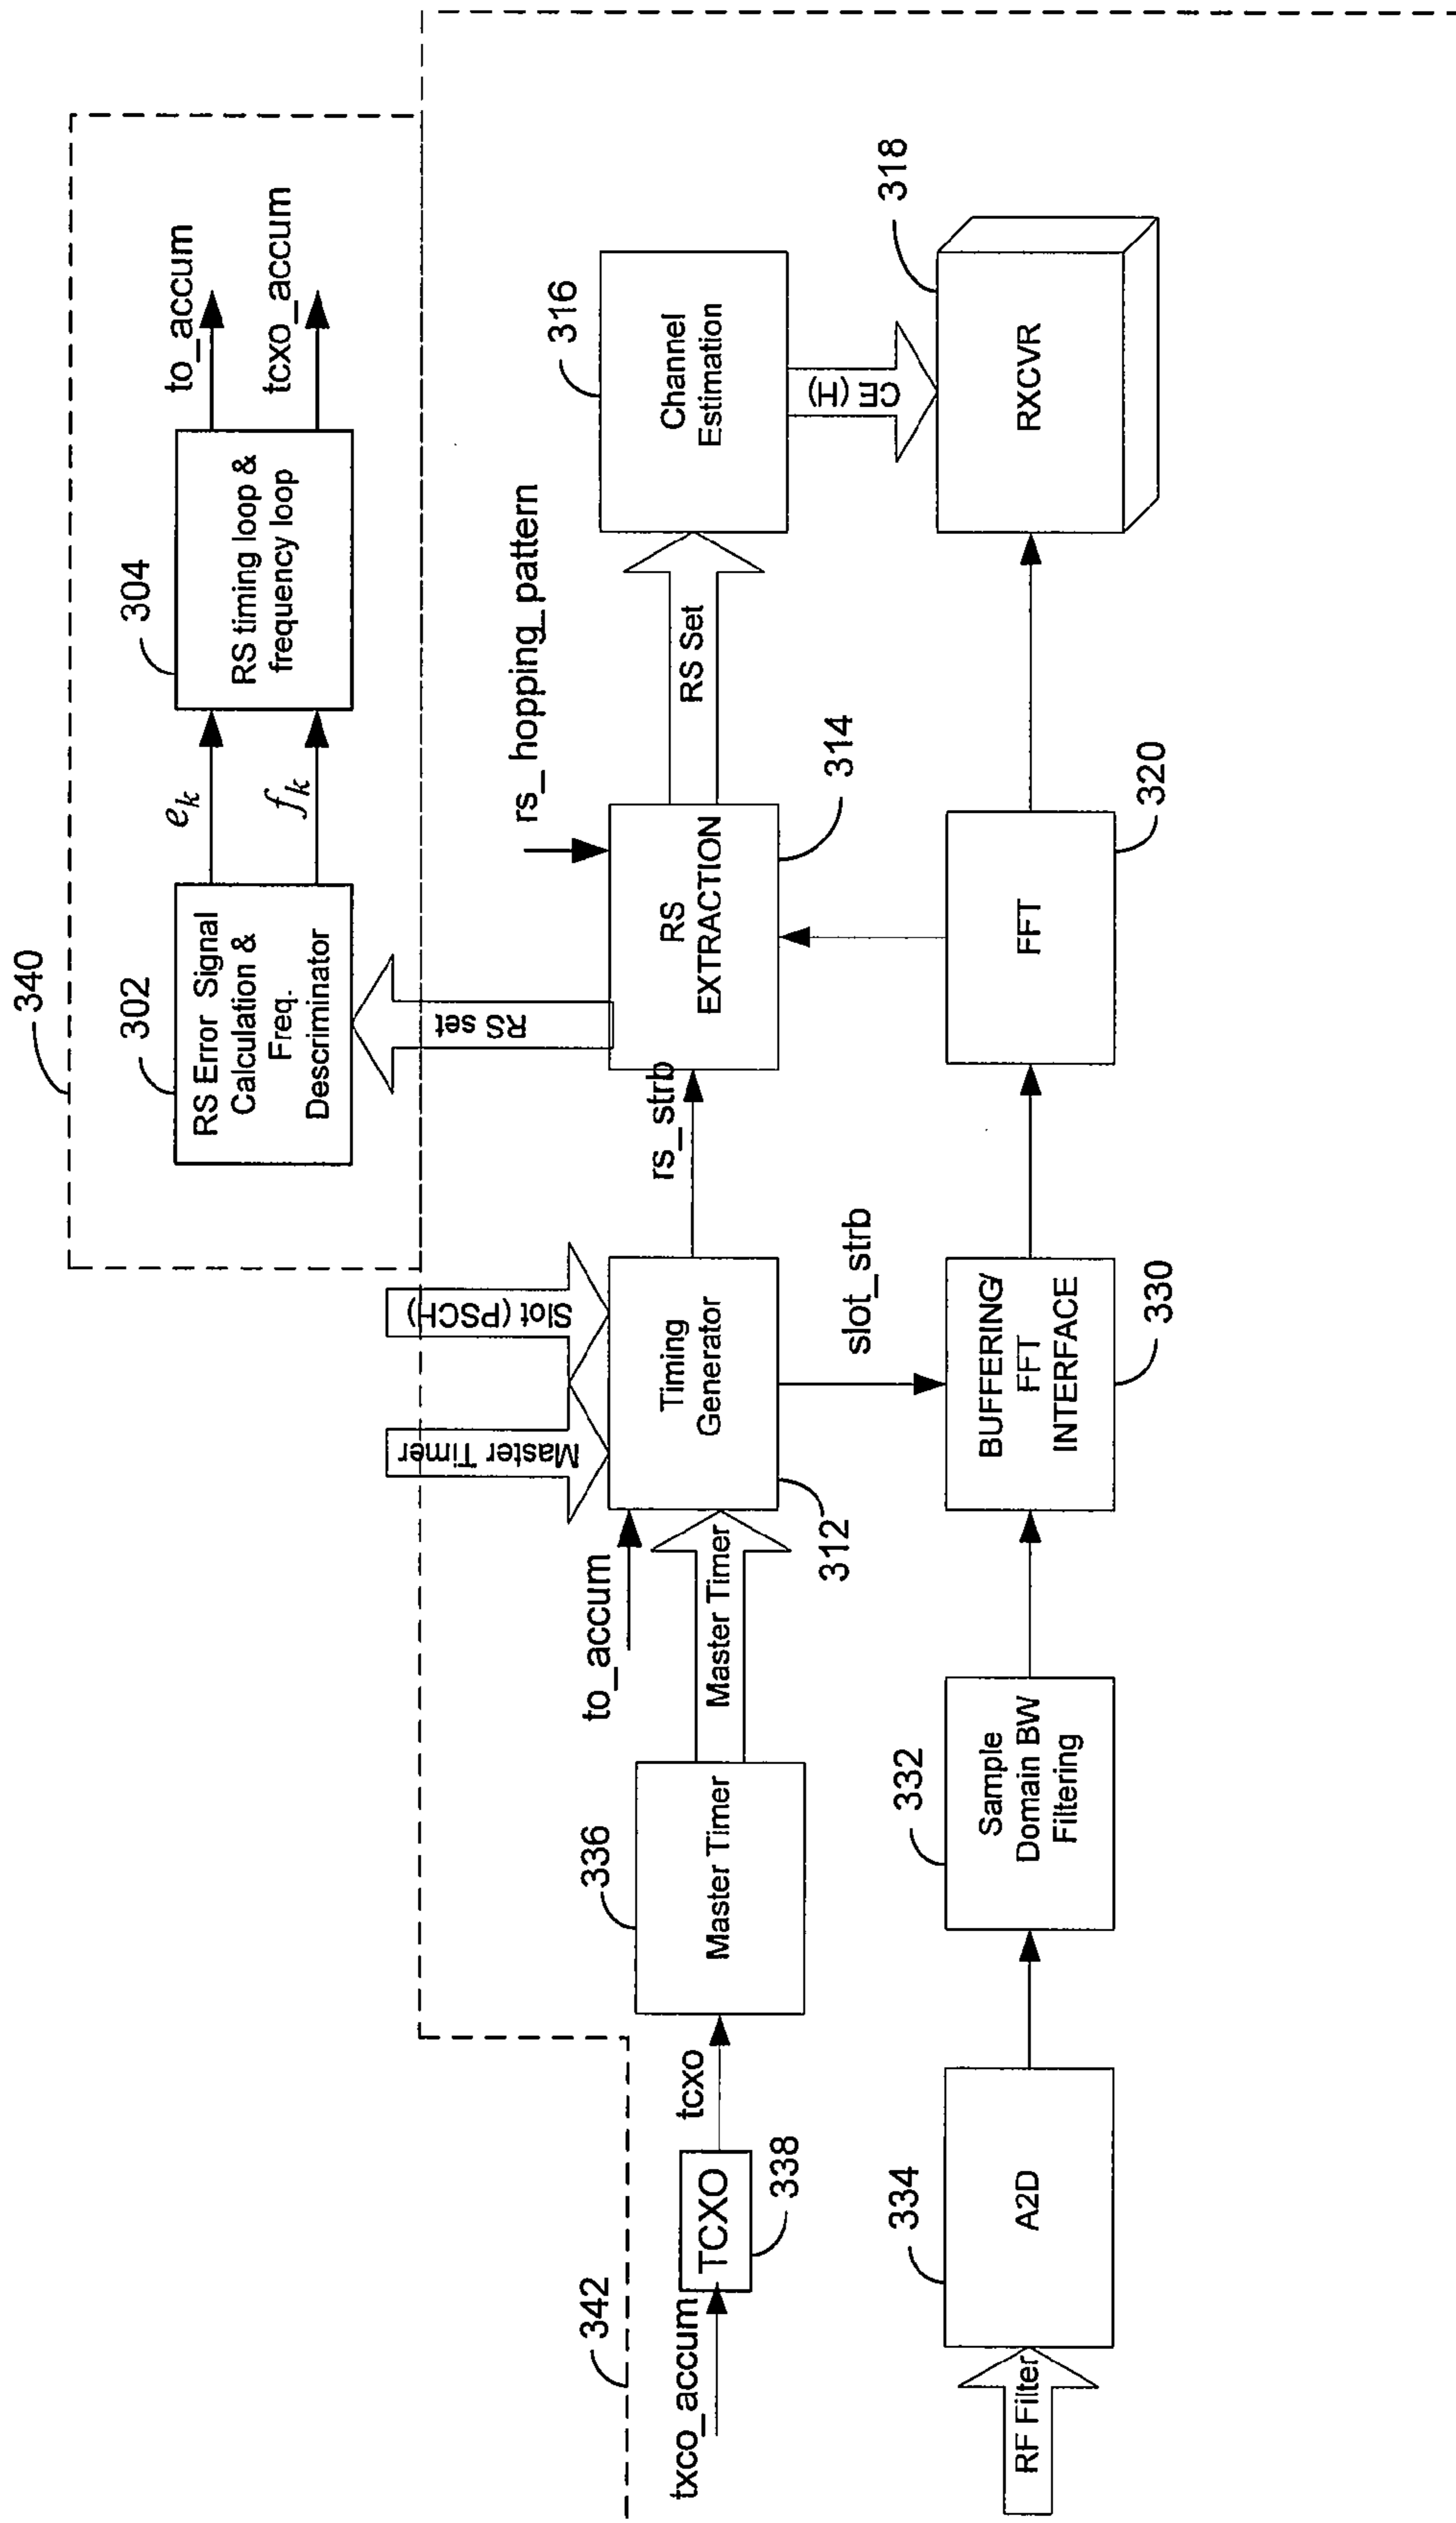 340
302
RS Error Signal
Calculation &
Freq.
Descriminator
e_k
f_k
304
RS timing loop &
frequency loop
to_accum
tcxo_accum
342
txco_accum
TCXO
338
tcxo
336
Master Timer
Master Timer
to_accum
Master Timer
Slot (PSCH)
Timing
Generator
312
rs_strb
slot_strb
RS set
rs_hopping_pattern
RS
EXTRACTION
314
RS Set
316
Channel
Estimation
CE (H)
318
RXCVR
RF Filter
334
A2D
332
Sample
Domain BW
Filtering
BUFFERING/
FFT
INTERFACE
330
FFT
320